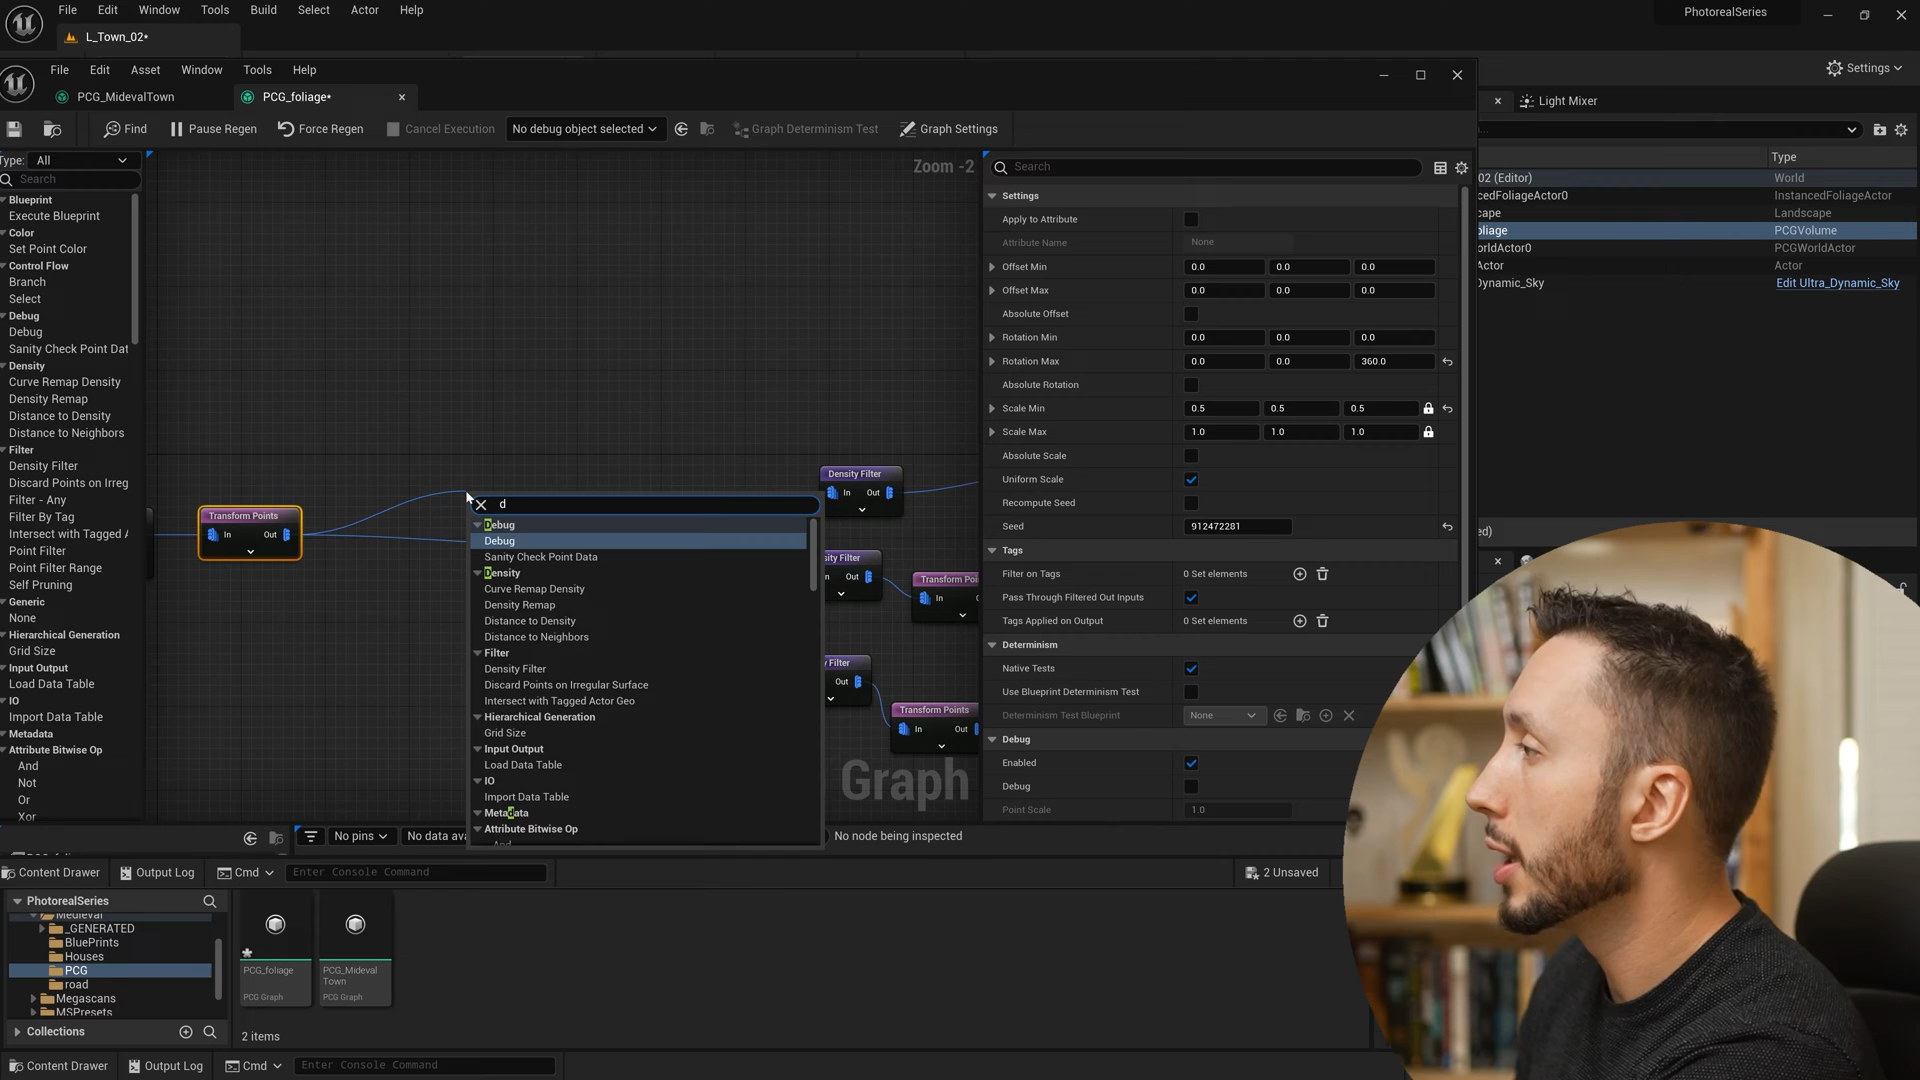 File Edit Window Tools Build Select Actor Help
PhotorealSeries
L_Town_02*
File Edit Asset Window Tools Help
Settings
PCG_MidevalTown
PCG_foliage*
Light Mixer
Find
Pause Regen
Force Regen
Cancel Execution
No debug object selected
Graph Determinism Test
Graph Settings
Type: All
Search
Blueprint
Execute Blueprint
Color
Set Point Color
Control Flow
Branch
Select
Debug
Debug
Sanity Check Point Dat
Density
Curve Remap Density
Density Remap
Distance to Density
Distance to Neighbors
Filter
Density Filter
Discard Points on Irreg
Filter - Any
Filter By Tag
Intersect with Tagged A
Point Filter
Point Filter Range
Self Pruning
Generic
None
Hierarchical Generation
Grid Size
Input Output
Load Data Table
IO
Import Data Table
Metadata
Attribute Bitwise Op
And
Not
Or
Xor
Zoom -2
Transform Points
In Out
d
Debug
Debug
Sanity Check Point Data
Density
Curve Remap Density
Density Remap
Distance to Density
Distance to Neighbors
Filter
Density Filter
Discard Points on Irregular Surface
Intersect with Tagged Actor Geo
Hierarchical Generation
Grid Size
Input Output
Load Data Table
IO
Import Data Table
Metadata
Attribute Bitwise Op
And
Density Filter
In Out
sity Filter
n Out
Transform Poi
In
y Filter
Out
Transform Points
In Out
Graph
Search
Settings
Apply to Attribute
Attribute Name None
Offset Min 0.0 0.0 0.0
Offset Max 0.0 0.0 0.0
Absolute Offset
Rotation Min 0.0 0.0 0.0
Rotation Max 0.0 0.0 360.0
Absolute Rotation
Scale Min 0.5 0.5 0.5
Scale Max 1.0 1.0 1.0
Absolute Scale
Uniform Scale
Recompute Seed
Seed 912472281
Tags
Filter on Tags 0 Set elements
Pass Through Filtered Out Inputs
Tags Applied on Output 0 Set elements
Determinism
Native Tests
Use Blueprint Determinism Test
Determinism Test Blueprint None
Debug
Enabled
Debug
Point Scale 1.0
Type
02 (Editor) World
cedFoliageActor0 InstancedFoliageActor
cape Landscape
oliage PCGVolume
orldActor0 PCGWorldActor
Actor Actor
Dynamic_Sky Edit Ultra_Dynamic_Sky
No pins
No data ava
No node being inspected
Content Drawer
Output Log
Cmd
Enter Console Command
2 Unsaved
PhotorealSeries
Medieval
_GENERATED
BluePrints
Houses
PCG
road
Megascans
MSPresets
Collections
PCG_foliage
PCG Graph
PCG_Mideval
Town
PCG Graph
2 items
Content Drawer
Output Log
Cmd
Enter Console Command